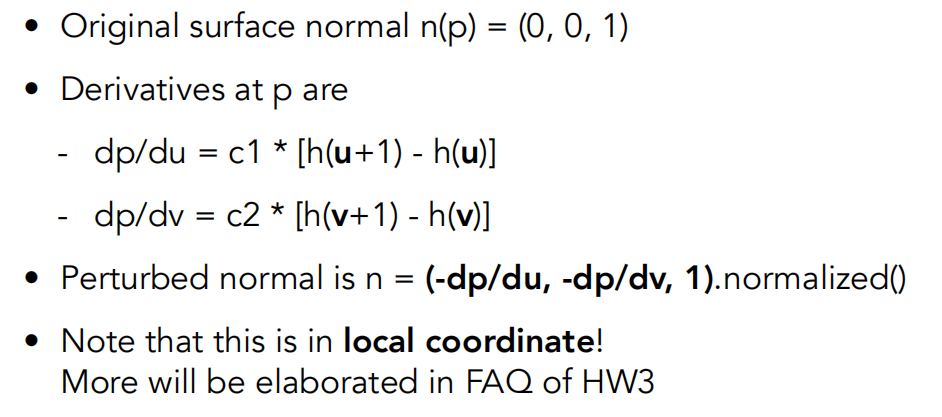 • Original surface normal n(p) = (0, 0, 1)
• Derivatives at p are
- dp/du = c1 * [h(u+1) - h(u)]
- dp/dv = c2 * [h(v+1) - h(v)]
• Perturbed normal is n = (-dp/du, -dp/dv, 1).normalized()
• Note that this is in local coordinate!
More will be elaborated in FAQ of HW3